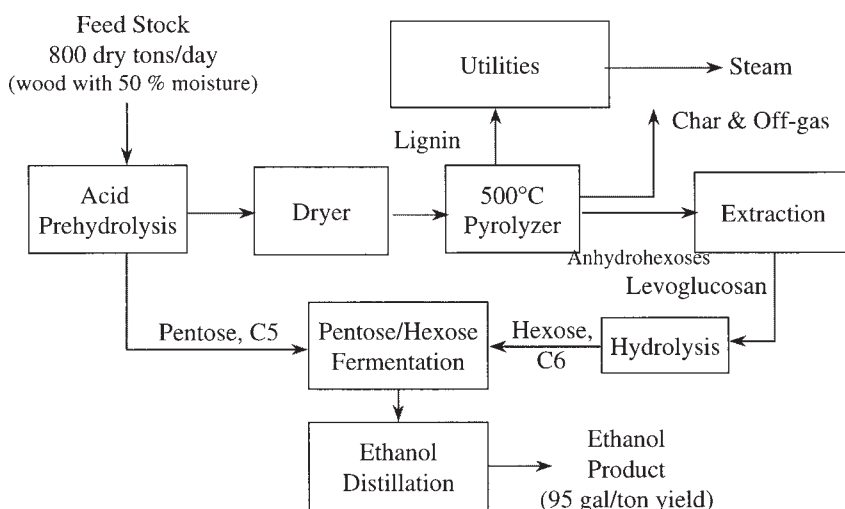 Feed Stock
800 dry tons/day
(wood with 50 % moisture)
Utilities
Steam
Lignin
Char & Off-gas
Acid
Prehydrolysis
Dryer
500°C
Pyrolyzer
Extraction
Anhydrohexoses
Levoglucosan
Pentose, C5
Pentose/Hexose
Fermentation
Hexose,
C6
Hydrolysis
Ethanol
Distillation
Ethanol
Product
(95 gal/ton yield)